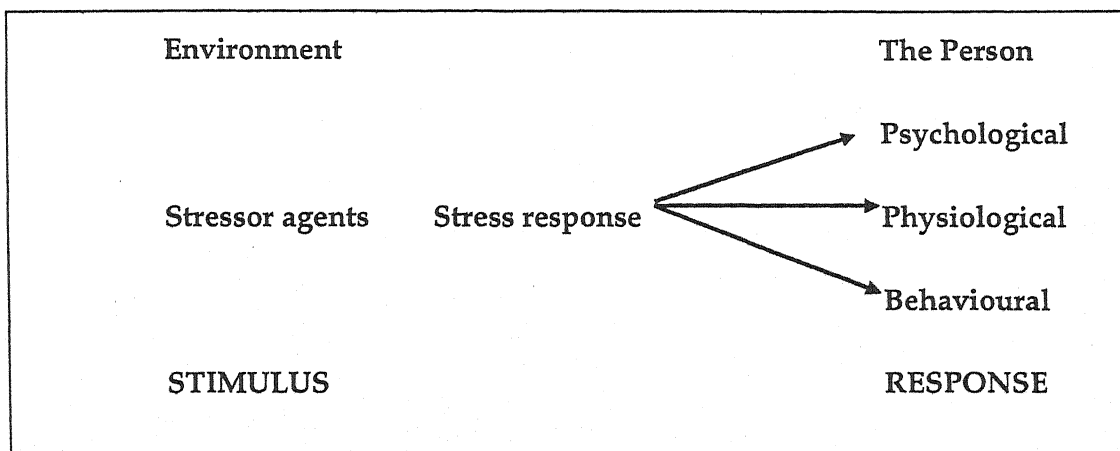 Environment The Person
Psychological
Stressor agents Stress response Physiological
Behavioural
STIMULUS RESPONSE